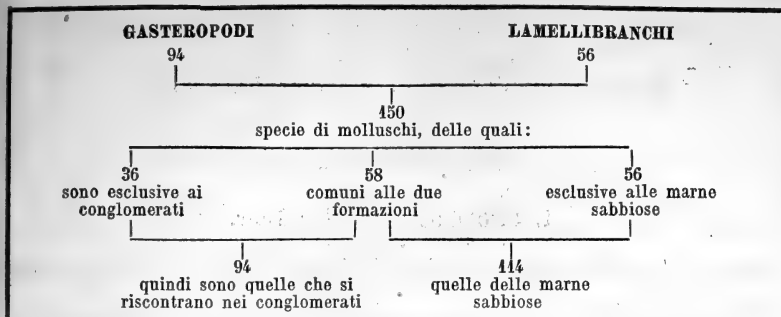 GASTEROPODI LAMELLIBRANCHI
94 56
150
specie di molluschi, delle quali:
36 58 56
sono esclusive ai comuni alle due esclusive alle marne
conglomerati formazioni sabbiose
94 114
quindi sono quelle che si quelle delle marne
riscontrano nei conglomerati sabbiose